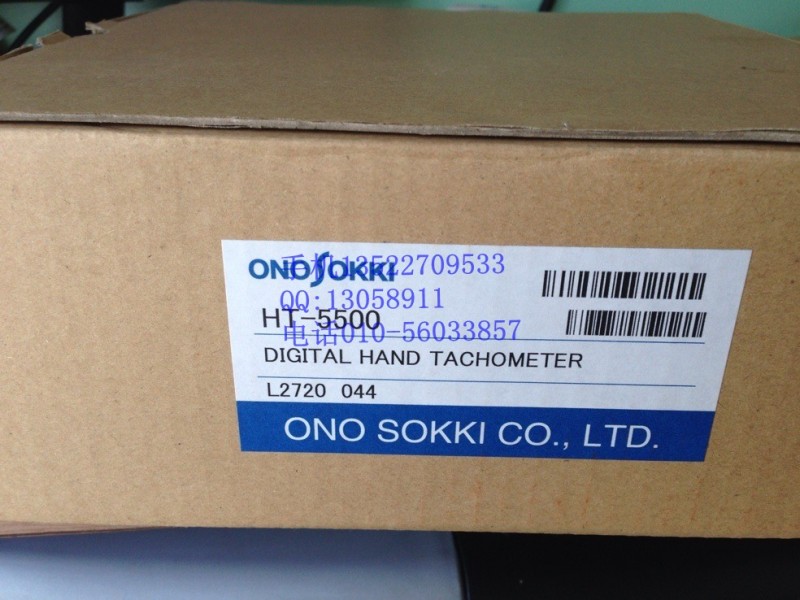 ONO SOKKI
手机13522709533
QQ:13058911
HT-5500
电话010-56033857
DIGITAL HAND TACHOMETER
L2720 044
ONO SOKKI CO., LTD.